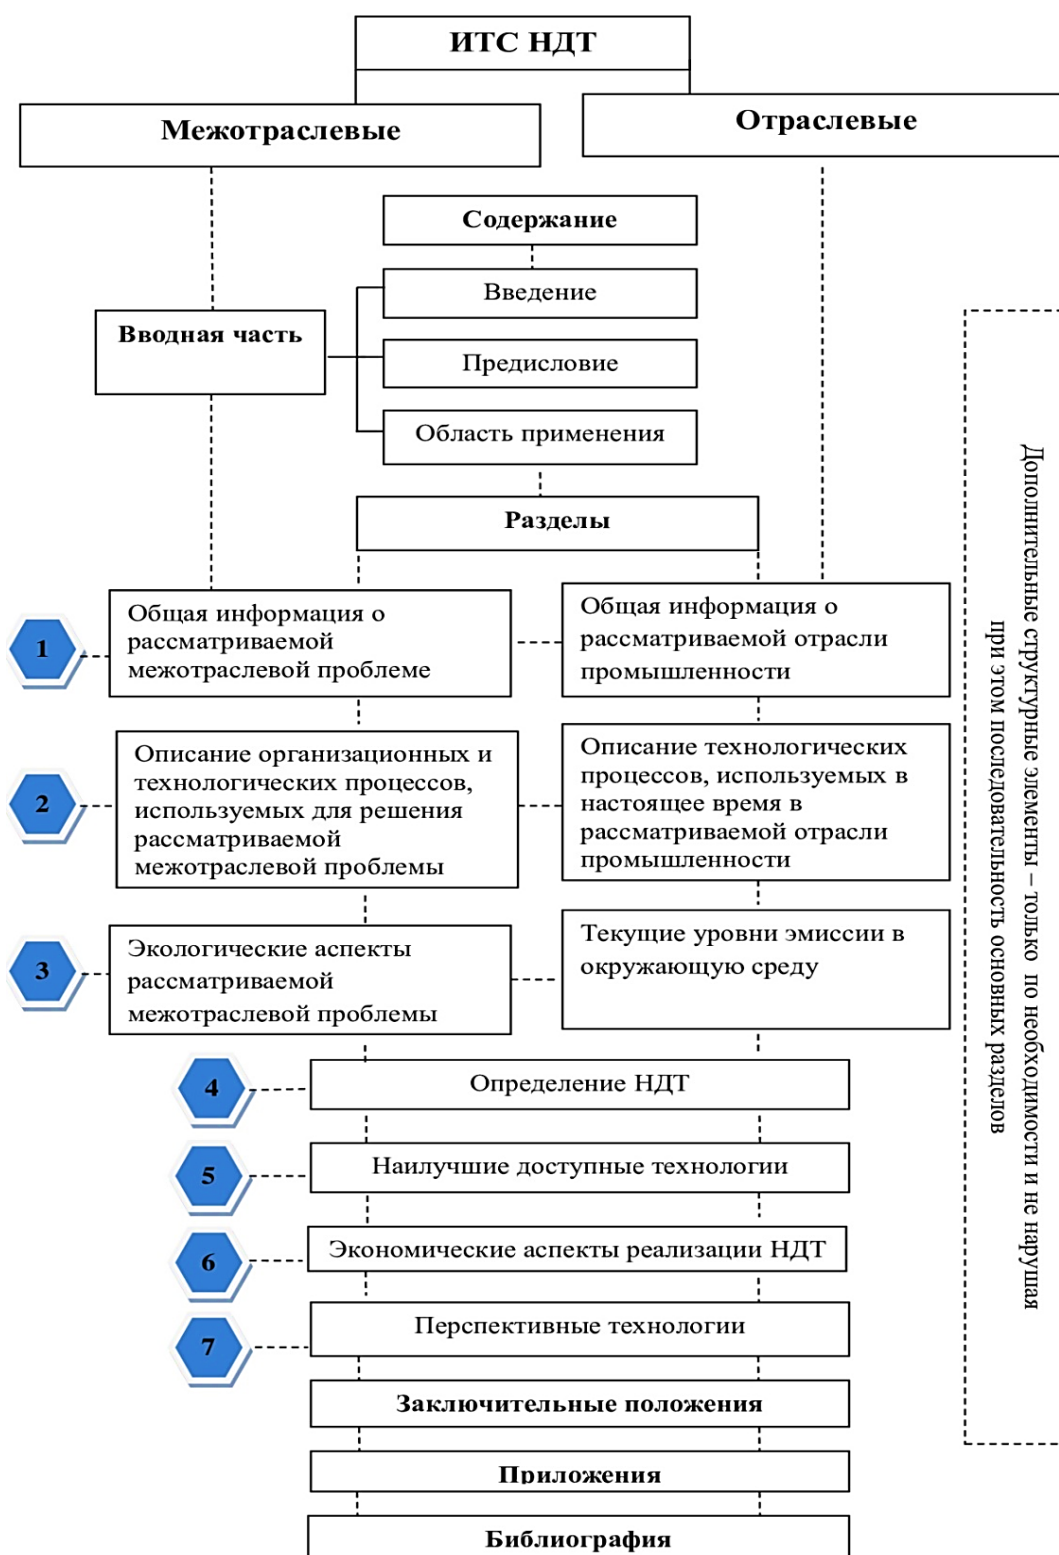 ИТС НДТ
Межотраслевые
Отраслевые
Содержание
Введение
Вводная часть
Предисловие
Область применения
Разделы
1
Общая информация о
рассматриваемой
межотраслевой проблеме
Общая информация о
рассматриваемой отрасли
промышленности
2
Описание организационных и
технологических процессов,
используемых для решения
рассматриваемой
межотраслевой проблемы
Описание технологических
процессов, используемых в
настоящее время в
рассматриваемой отрасли
промышленности
3
Экологические аспекты
рассматриваемой
межотраслевой проблемы
Текущие уровни эмиссии в
окружающую среду
4
Определение НДТ
5
Наилучшие доступные технологии
6
Экономические аспекты реализации НДТ
7
Перспективные технологии
Заключительные положения
Приложения
Библиография
Дополнительные структурные элементы – только по необходимости и не нарушая
при этом последовательность основных разделов